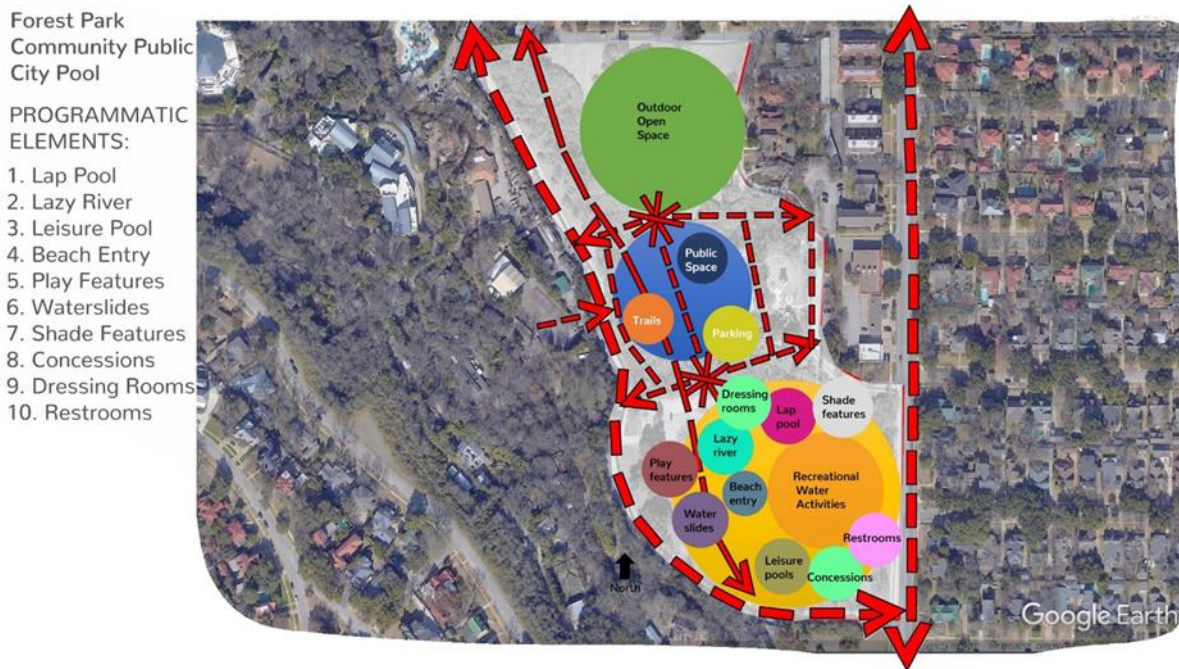 Forest Park
Community Public
City Pool
PROGRAMMATIC
ELEMENTS:
1. Lap Pool
2. Lazy River
3. Leisure Pool
4. Beach Entry
5. Play Features
6. Waterslides
7. Shade Features
8. Concessions
9. Dressing Rooms
10. Restrooms
Outdoor
Open
Space
Public
Space
Trails
Parking
Dressing
rooms
Lap
pool
Shade
features
Lazy
river
Play
features
Beach
entry
Recreational
Water
Activities
Water
slides
Restrooms
Leisure
pools
Concessions
North
Google Earth